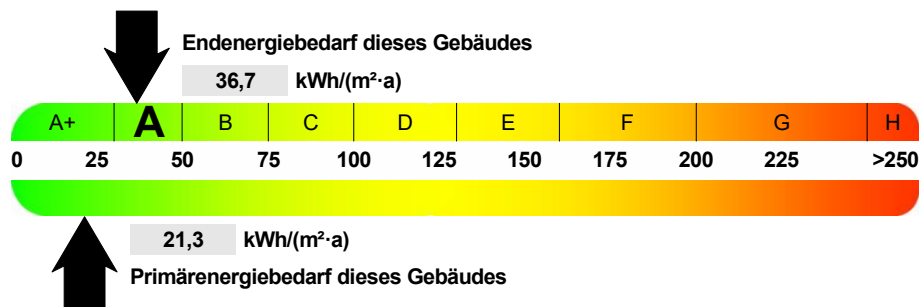 Endenergiebedarf dieses Gebäudes
36,7 kWh/(m²·a)
A+ A B C D E F G H
0 25 50 75 100 125 150 175 200 225 >250
21,3 kWh/(m²·a)
Primärenergiebedarf dieses Gebäudes